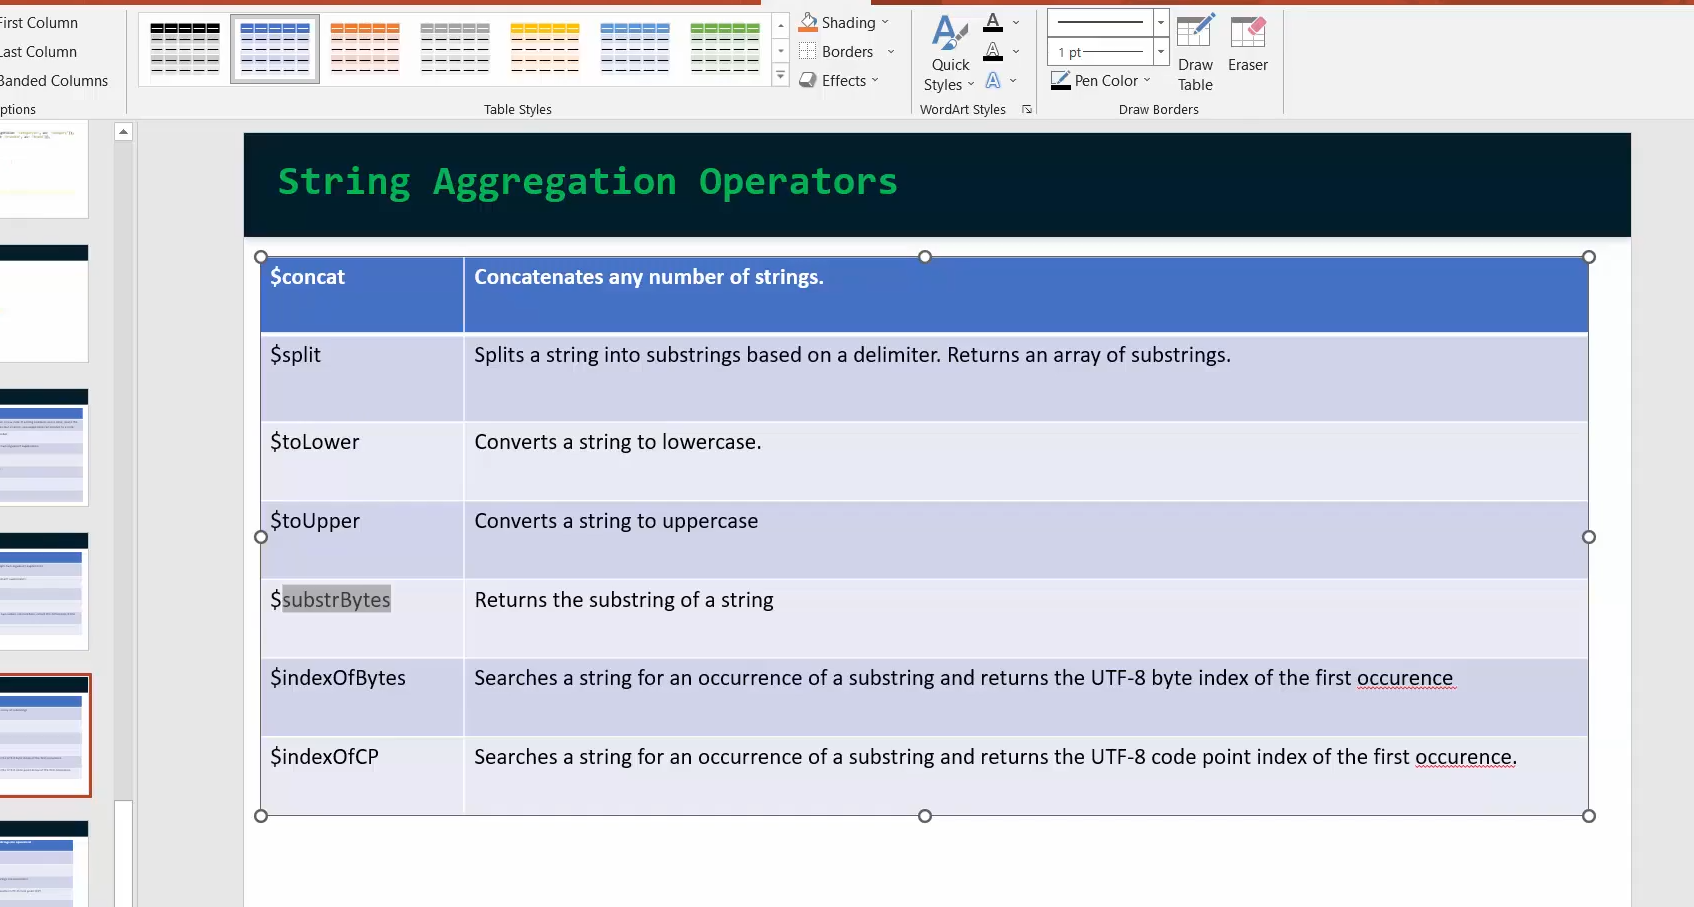 First Column
Last Column
Banded Columns
ptions
Table Styles
Shading
Borders
Effects
Quick
Styles
A
A
A
A
WordArt Styles
1 pt
Pen Color
Draw
Table
Eraser
Draw Borders
String Aggregation Operators
$concat Concatenates any number of strings.
$split Splits a string into substrings based on a delimiter. Returns an array of substrings.
$toLower Converts a string to lowercase.
$toUpper Converts a string to uppercase
$substrBytes Returns the substring of a string
$indexOfBytes Searches a string for an occurrence of a substring and returns the UTF-8 byte index of the first occurence
$indexOfCP Searches a string for an occurrence of a substring and returns the UTF-8 code point index of the first occurence.